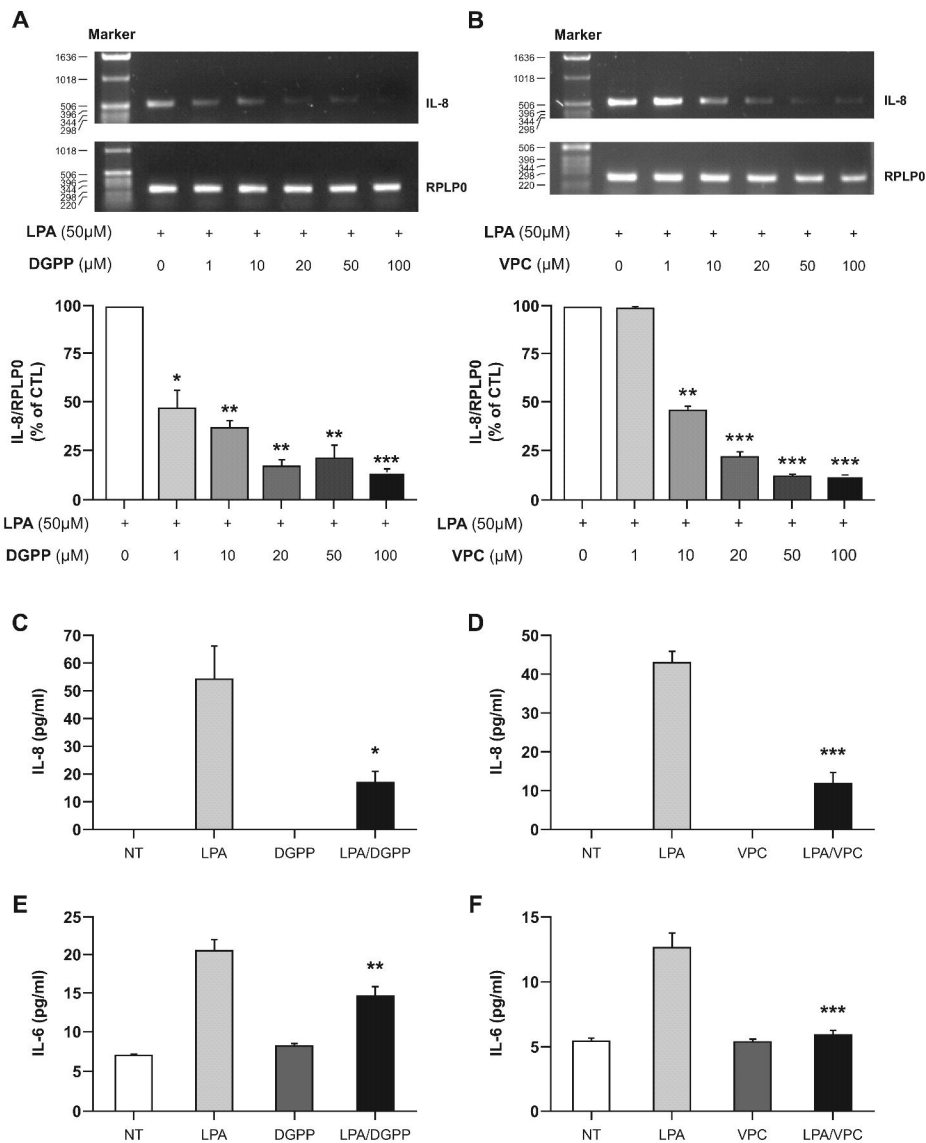 A
Marker
1636
1018
506
396
344
298
IL-8
1018
506
396
344
298
220
RPLP0
LPA (50µM) + + + + + +
DGPP (µM) 0 1 10 20 50 100
IL-8/RPLP0
(% of CTL)
100
75
50
25
0
*
**
**
**
***
LPA (50µM) + + + + + +
DGPP (µM) 0 1 10 20 50 100
B
Marker
1636
1018
506
396
344
298
IL-8
506
396
344
298
220
RPLP0
LPA (50µM) + + + + + +
VPC (µM) 0 1 10 20 50 100
IL-8/RPLP0
(% of CTL)
100
75
50
25
0
**
***
***
***
LPA (50µM) + + + + + +
VPC (µM) 0 1 10 20 50 100
C
IL-8 (pg/ml)
70
60
50
40
30
20
10
0
*
NT LPA DGPP LPA/DGPP
D
IL-8 (pg/ml)
50
40
30
20
10
0
***
NT LPA VPC LPA/VPC
E
IL-6 (pg/ml)
25
20
15
10
5
0
**
NT LPA DGPP LPA/DGPP
F
IL-6 (pg/ml)
15
10
5
0
***
NT LPA VPC LPA/VPC